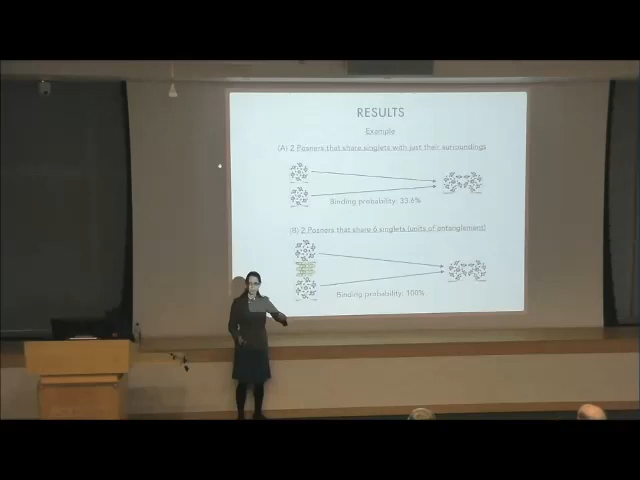 RESULTS
Example
(A) 2 Posners that share singlets with just their surroundings
Binding probability: 33.6%
(B) 2 Posners that share 6 singlets (units of entanglement)
Binding probability: 100%